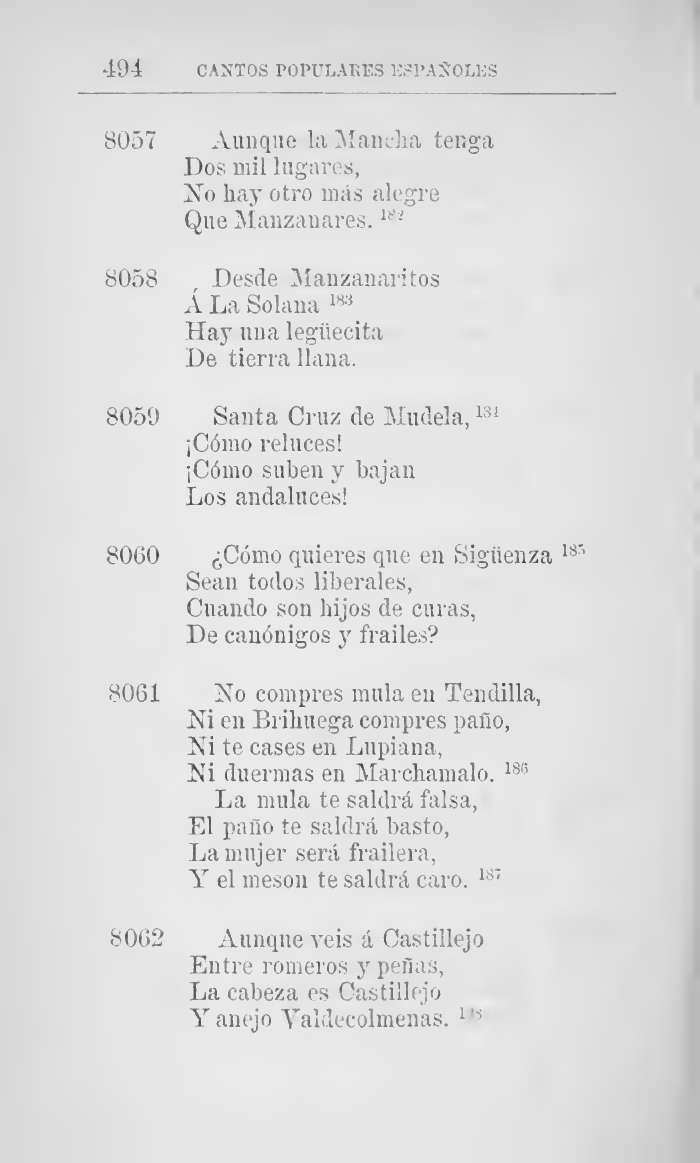 494 CANTOS POPULARES ESPAÑOLES
8057 Aunque la Mancha tenga
Dos mil lugares,
No hay otro más alegre
Que Manzanares. 182
8058 Desde Manzanaritos
Á La Solana 183
Hay una legüecita
De tierra llana.
8059 Santa Cruz de Mudela, 184
¡Cómo reluces!
¡Cómo suben y bajan
Los andaluces!
8060 ¿Cómo quieres que en Sigüenza 185
Sean todos liberales,
Cuando son hijos de curas,
De canónigos y frailes?
8061 No compres mula en Tendilla,
Ni en Brihuega compres paño,
Ni te cases en Lupiana,
Ni duermas en Marchamalo. 186
La mula te saldrá falsa,
El paño te saldrá basto,
La mujer será frailera,
Y el meson te saldrá caro. 187
8062 Aunque veis á Castillejo
Entre romeros y peñas,
La cabeza es Castillejo
Y anejo Valdecolmenas. 188